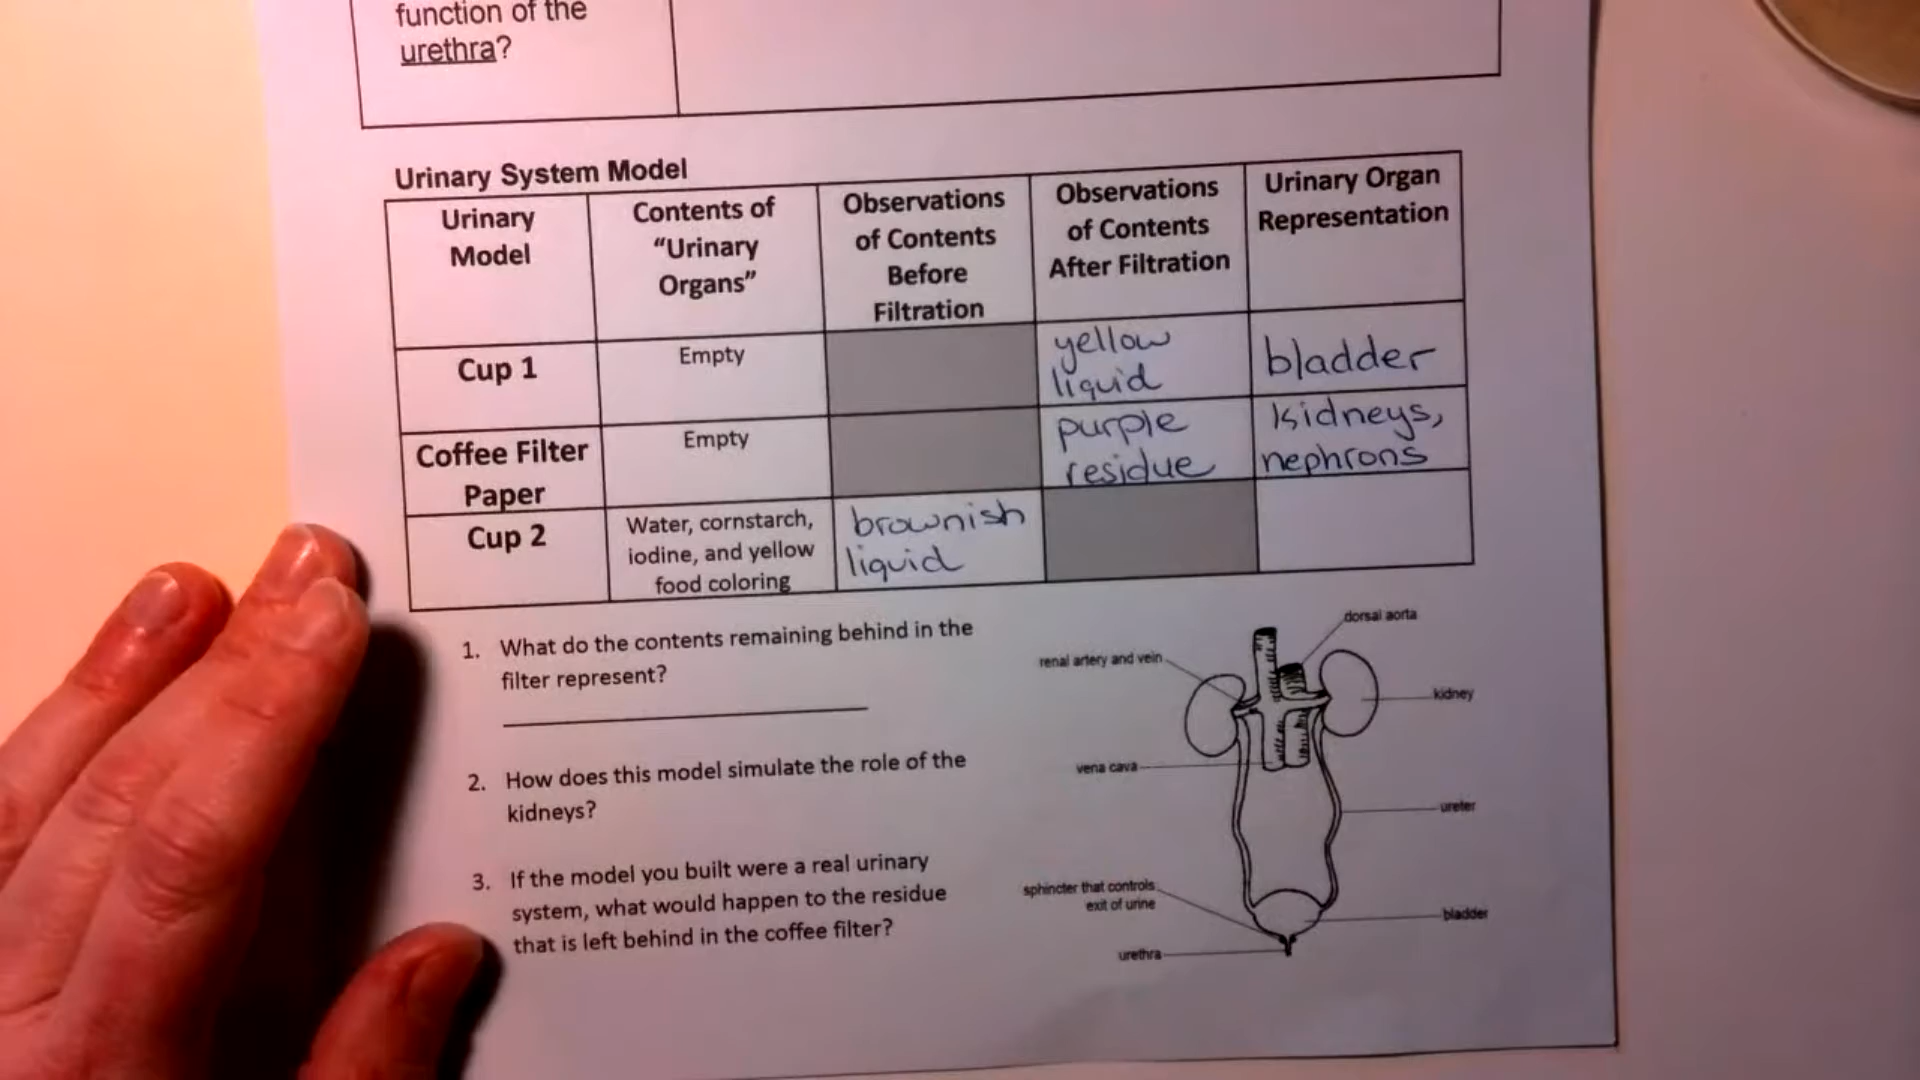 function of the
urethra?
Urinary System Model
Urinary
Model
Contents of
“Urinary
Organs”
Observations
of Contents
Before
Filtration
Observations
of Contents
After Filtration
Urinary Organ
Representation
Cup 1
Empty
yellow
liquid
bladder
Coffee Filter
Paper
Empty
purple
residue
kidneys,
nephrons
Cup 2
Water, cornstarch,
iodine, and yellow
food coloring
brownish
liquid
1. What do the contents remaining behind in the
filter represent?
2. How does this model simulate the role of the
kidneys?
3. If the model you built were a real urinary
system, what would happen to the residue
that is left behind in the coffee filter?
dorsal aorta
renal artery and vein
kidney
vena cava
ureter
sphincter that controls
exit of urine
bladder
urethra